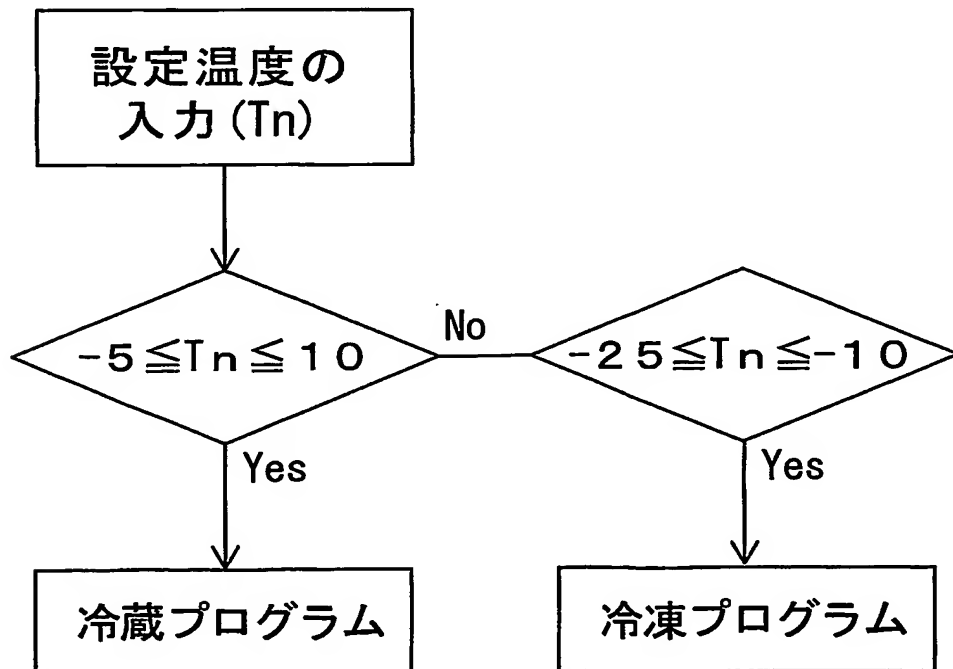 設定温度の
入力(Tn)
-5≦Tn≦10
No
-25≦Tn≦-10
Yes
Yes
冷蔵プログラム
冷凍プログラム